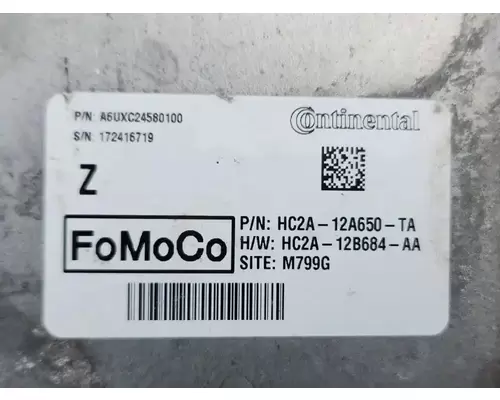 P/N: A6UXC24580100
S/N: 172416719
Continental
Z
FoMoCo
P/N: HC2A-12A650-TA
H/W: HC2A-12B684-AA
SITE: M799G